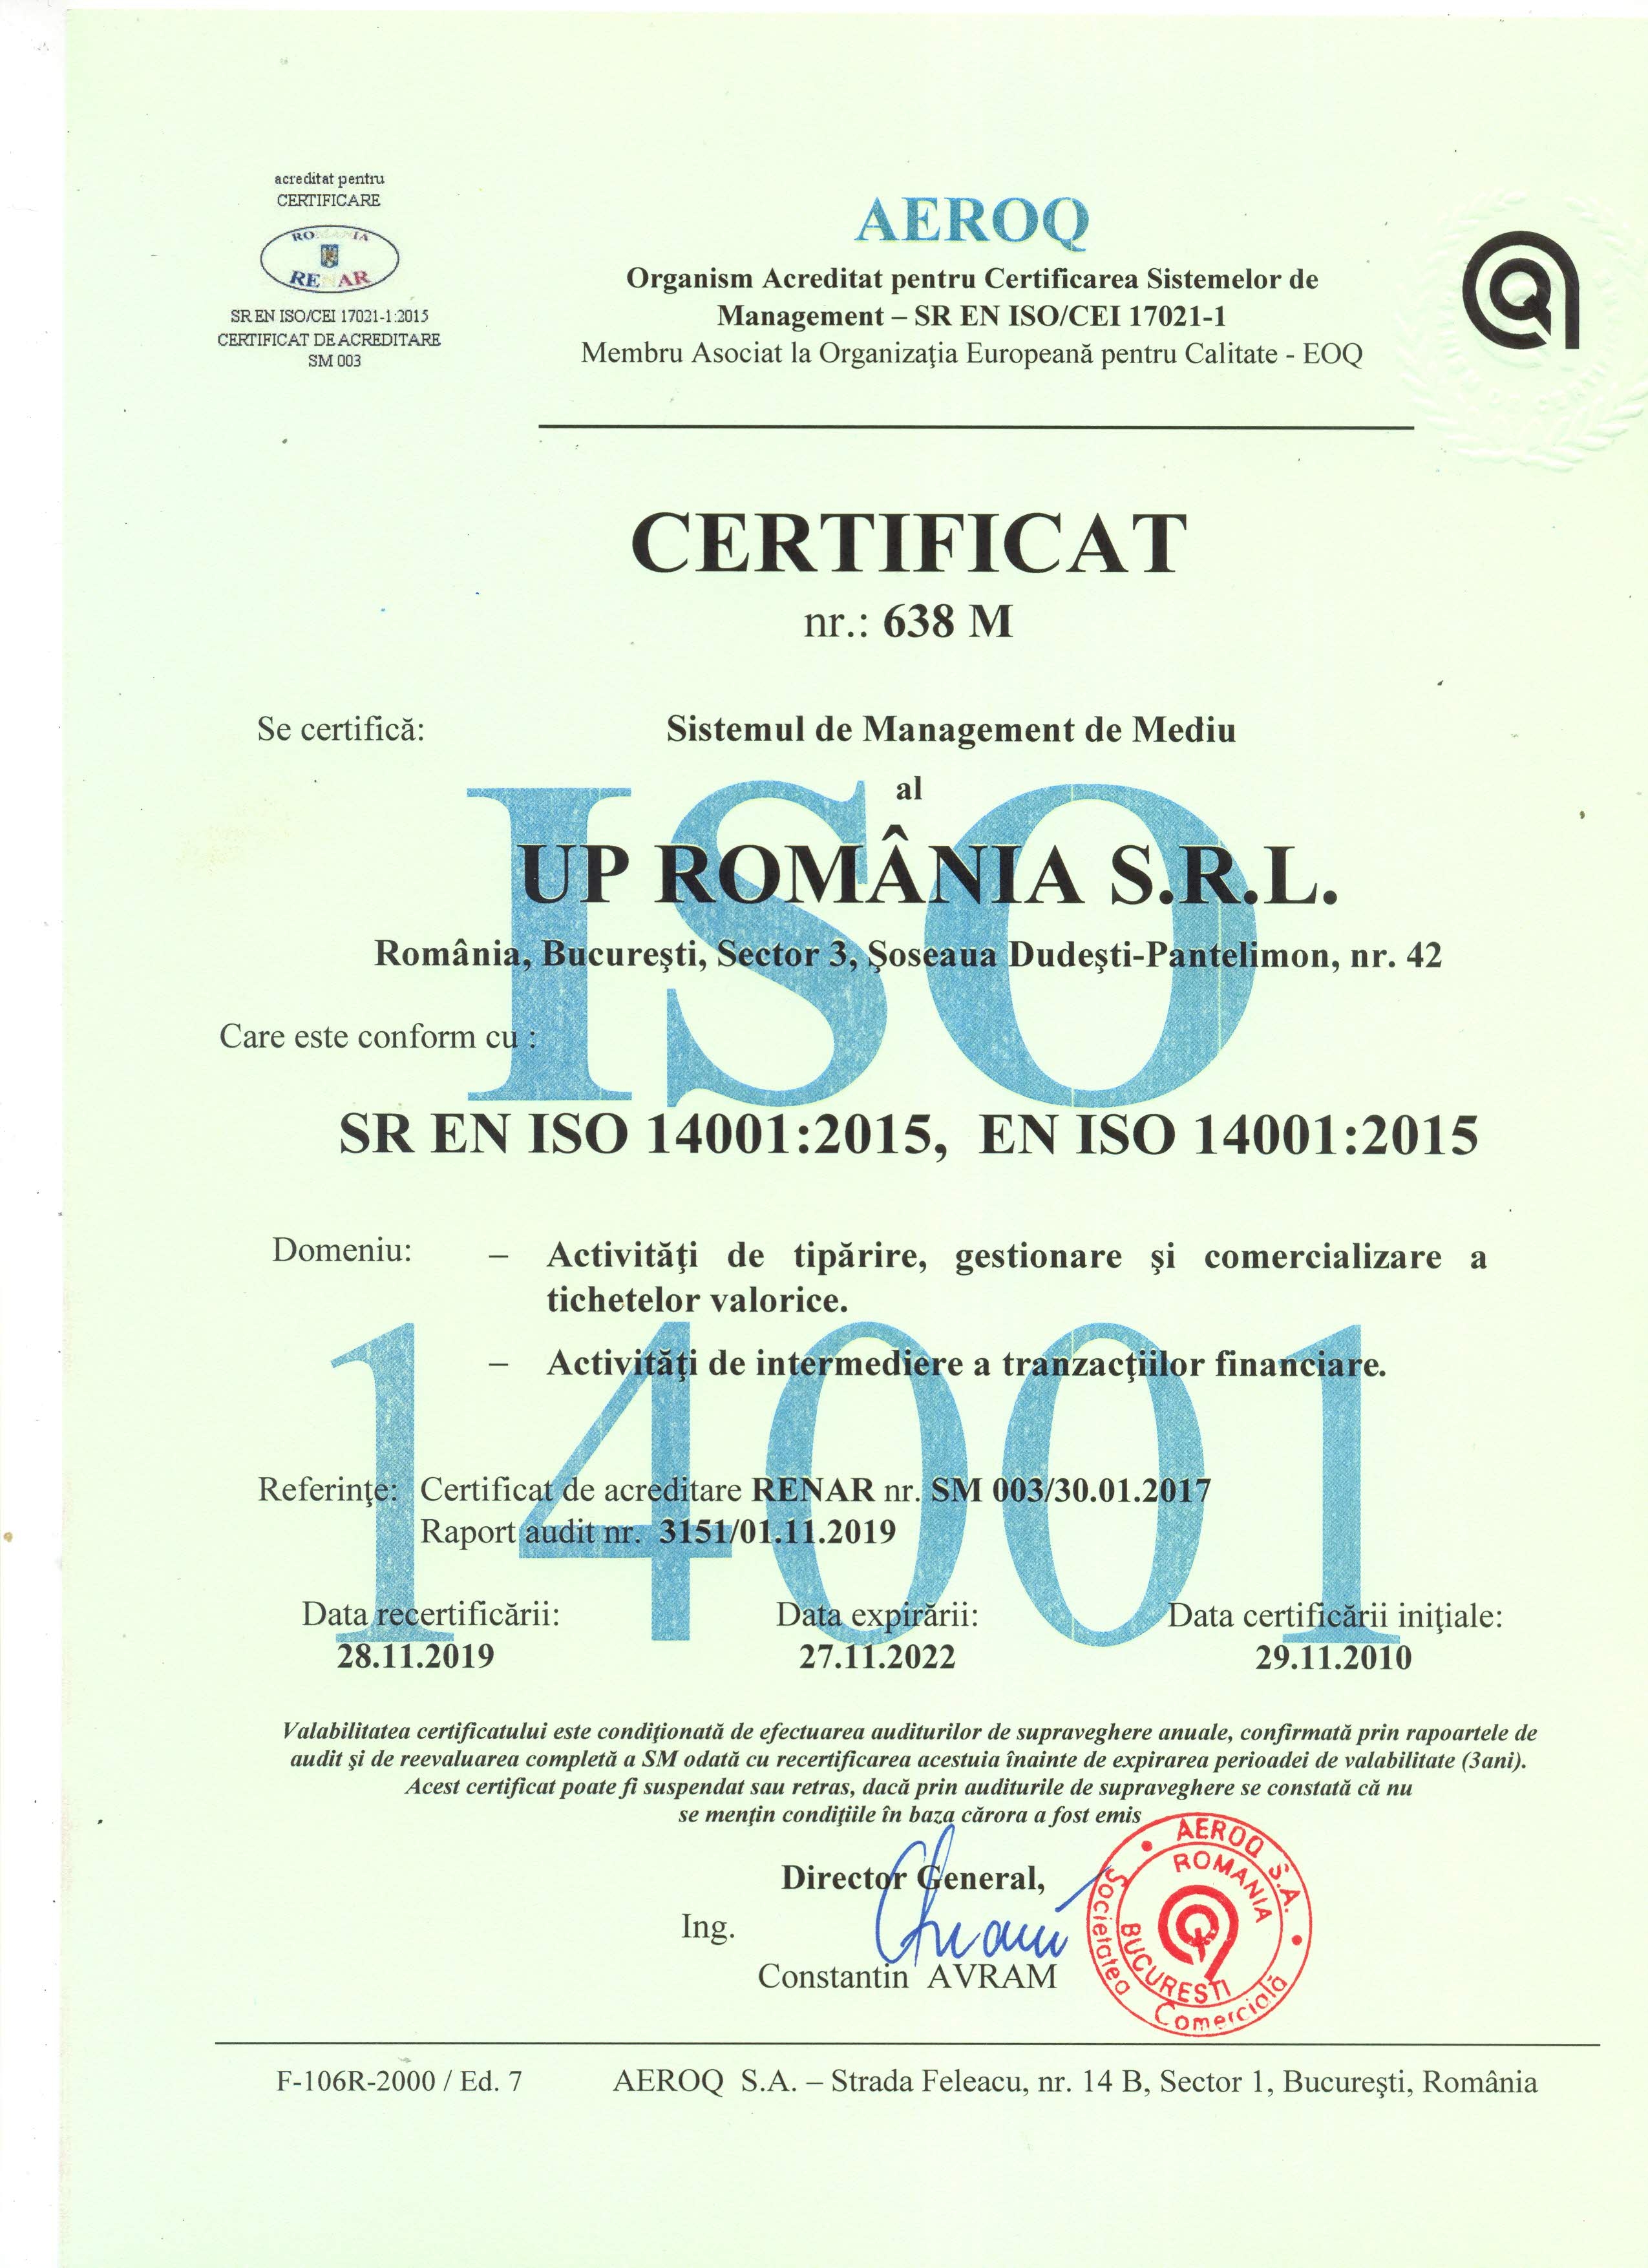 acreditat pentru
CERTIFICARE
ROMANIA
RENAR
SR EN ISO/CEI 17021-1:2015
CERTIFICAT DE ACREDITARE
SM 003
AEROQ
Organism Acreditat pentru Certificarea Sistemelor de
Management – SR EN ISO/CEI 17021-1
Membru Asociat la Organizaţia Europeană pentru Calitate - EOQ
CERTIFICAT
nr.: 638 M
Se certifică: Sistemul de Management de Mediu
al
ISO
UP ROMÂNIA S.R.L.
România, Bucureşti, Sector 3, Şoseaua Dudeşti-Pantelimon, nr. 42
Care este conform cu :
SR EN ISO 14001:2015, EN ISO 14001:2015
Domeniu: – Activităţi de tipărire, gestionare şi comercializare a
tichetelor valorice.
– Activităţi de intermediere a tranzacţiilor financiare.
14001
Referinţe: Certificat de acreditare RENAR nr. SM 003/30.01.2017
Raport audit nr. 3151/01.11.2019
Data recertificării: Data expirării: Data certificării iniţiale:
28.11.2019 27.11.2022 29.11.2010
Valabilitatea certificatului este condiţionată de efectuarea auditurilor de supraveghere anuale, confirmată prin rapoartele de
audit şi de reevaluarea completă a SM odată cu recertificarea acestuia înainte de expirarea perioadei de valabilitate (3ani).
Acest certificat poate fi suspendat sau retras, dacă prin auditurile de supraveghere se constată că nu
se menţin condiţiile în baza cărora a fost emis
Director General,
Ing.
Constantin AVRAM
AEROQ S.A.
Societatea Comercială
ROMANIA
BUCURESTI
F-106R-2000 / Ed. 7 AEROQ S.A. – Strada Feleacu, nr. 14 B, Sector 1, Bucureşti, România